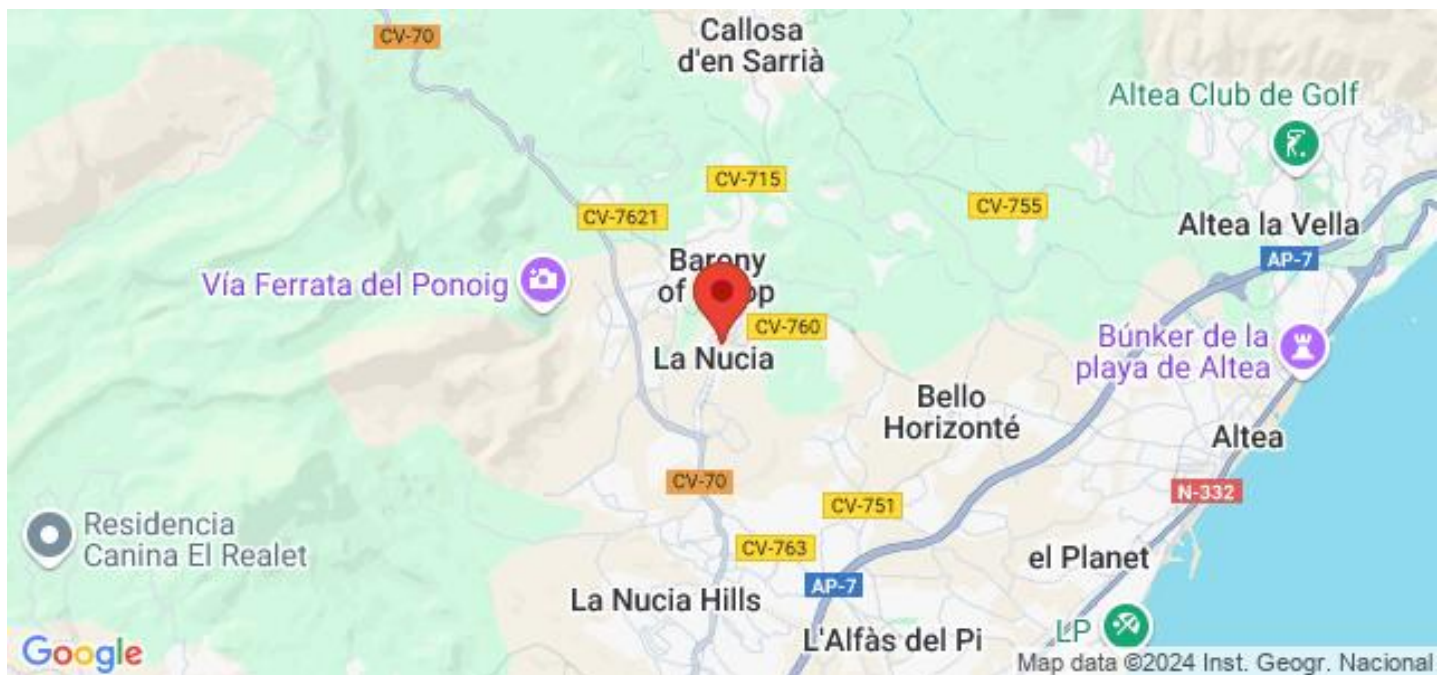 CV-70
Callosa
d'en Sarrià
Altea Club de Golf
CV-715
CV-755
CV-7621
Altea la Vella
AP-7
Barony
Vía Ferrata del Ponoig
CV-760
La Nucia
Búnker de la
playa de Altea
Bello
Horizonté
Altea
CV-70
N-332
CV-751
Residencia
Canina El Realet
CV-763
el Planet
AP-7
La Nucia Hills
L'Alfàs del Pi
LP
Google
Map data ©2024 Inst. Geogr. Nacional